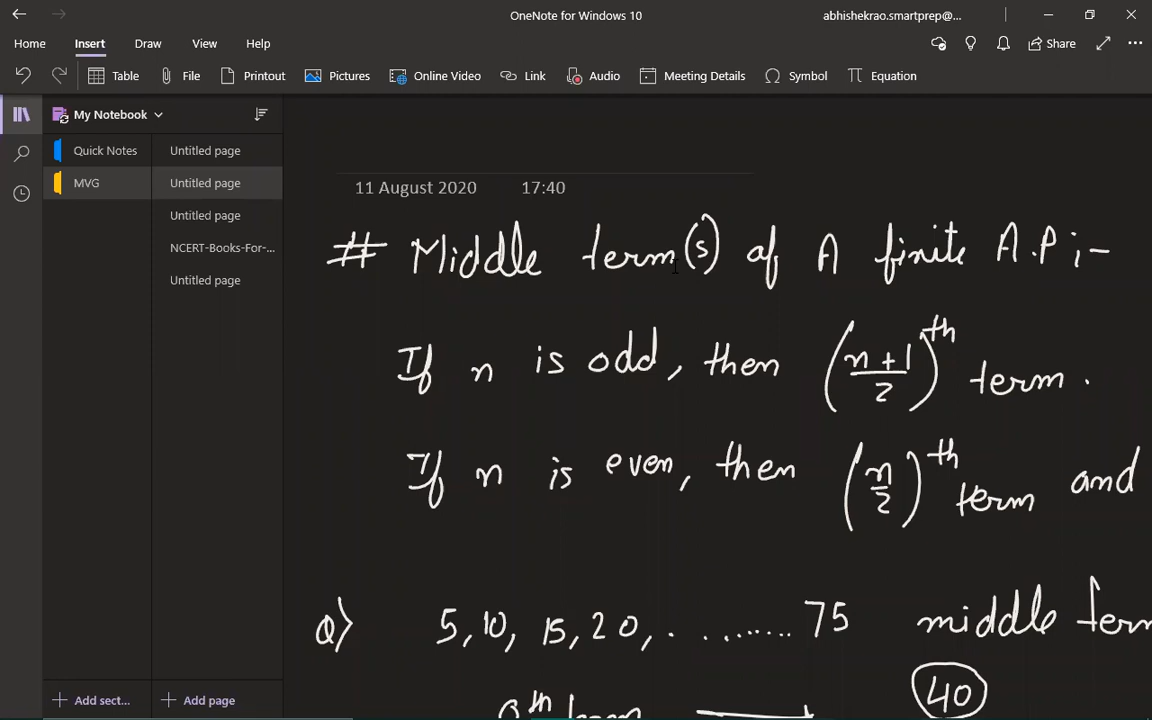 OneNote for Windows 10
abhishekrao.smartprep@...
Home Insert Draw View Help
Share
Table File Printout Pictures Online Video Link Audio Meeting Details Symbol Equation
My Notebook
Quick Notes
MVG
Untitled page
Untitled page
Untitled page
NCERT-Books-For-...
Untitled page
11 August 2020 17:40
# Middle term(s) of A finite A.P :-
If n is odd, then (n+1/2)th term.
If n is even, then (n/2)th term and
Q) 5, 10, 15, 20, ......... 75 middle term
40
8th term
Add sect... Add page